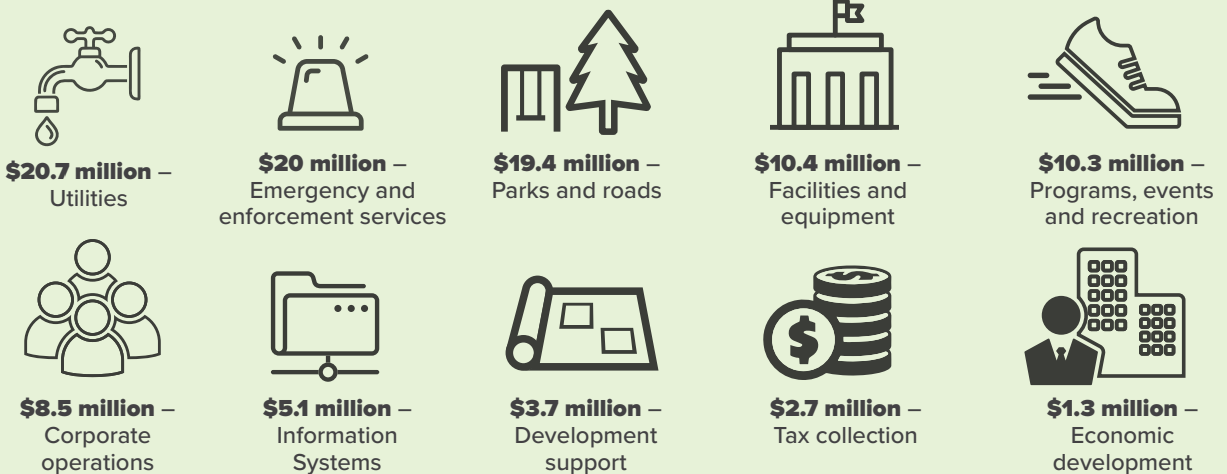 $20.7 million –
Utilities
$20 million –
Emergency and
enforcement services
$19.4 million –
Parks and roads
$10.4 million –
Facilities and
equipment
$10.3 million –
Programs, events
and recreation
$8.5 million –
Corporate
operations
$5.1 million –
Information
Systems
$3.7 million –
Development
support
$2.7 million –
Tax collection
$1.3 million –
Economic
development